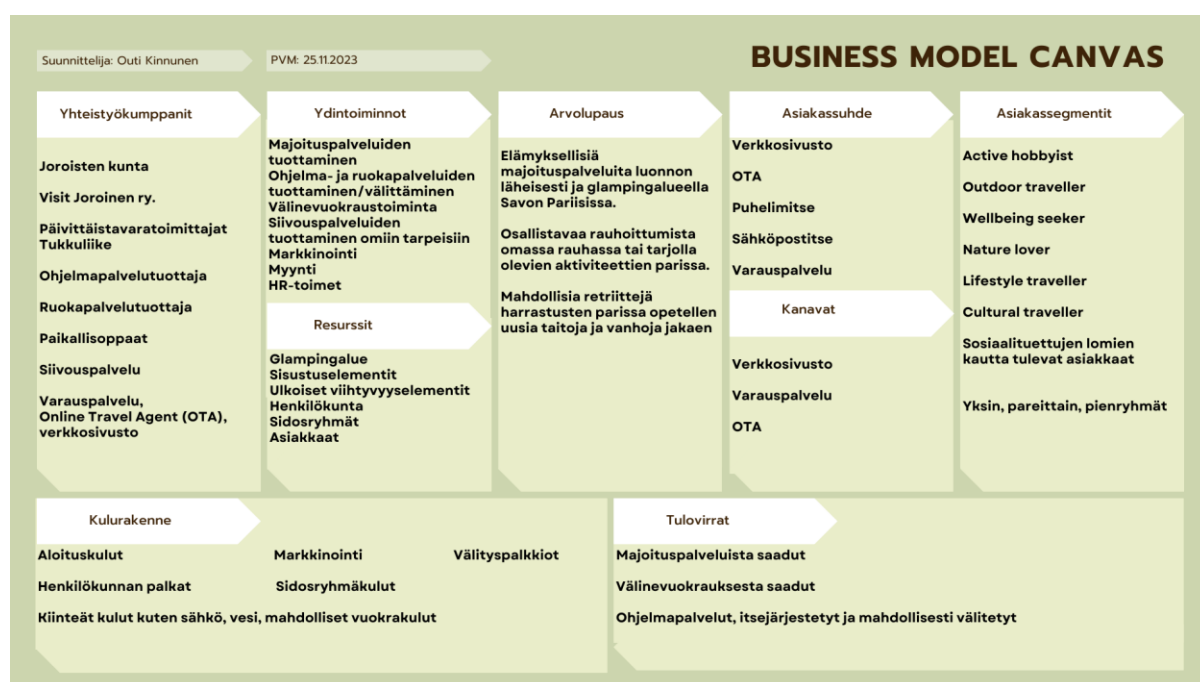 Suunnittelija: Outi Kinnunen
PVM: 25.11.2023
BUSINESS MODEL CANVAS
Yhteistyökumppanit
Joroisten kunta
Visit Joroinen ry.
Päivittäistavaratoimittajat
Tukkuliike
Ohjelmapalvelutuottaja
Ruokapalvelutuottaja
Paikallisoppaat
Siivouspalvelu
Varauspalvelu,
Online Travel Agent (OTA),
verkkosivusto
Ydintoiminnot
Majoituspalveluiden
tuottaminen
Ohjelma- ja ruokapalveluiden
tuottaminen/välittäminen
Välinevuokraustoiminta
Siivouspalveluiden
tuottaminen omiin tarpeisiin
Markkinointi
Myynti
HR-toimet
Resurssit
Glampingalue
Sisustuselementit
Ulkoiset viihtyvyyselementit
Henkilökunta
Sidosryhmät
Asiakkaat
Arvolupaus
Elämyksellisiä
majoituspalveluita luonnon
läheisesti ja glampingalueella
Savon Pariisissa.
Osallistavaa rauhoittumista
omassa rauhassa tai tarjolla
olevien aktiviteettien parissa.
Mahdollisia retriittejä
harrastusten parissa opetellen
uusia taitoja ja vanhoja jakaen
Asiakassuhde
Verkkosivusto
OTA
Puhelimitse
Sähköpostitse
Varauspalvelu
Kanavat
Verkkosivusto
Varauspalvelu
OTA
Asiakassegmentit
Active hobbyist
Outdoor traveller
Wellbeing seeker
Nature lover
Lifestyle traveller
Cultural traveller
Sosiaalituettujen lomien
kautta tulevat asiakkaat
Yksin, pareittain, pienryhmät
Kulurakenne
Aloituskulut
Markkinointi
Välityspalkkiot
Henkilökunnan palkat
Sidosryhmäkulut
Kiinteät kulut kuten sähkö, vesi, mahdolliset vuokrakulut
Tulovirrat
Majoituspalveluista saadut
Välinevuokrauksesta saadut
Ohjelmapalvelut, itsejärjestetyt ja mahdollisesti välitetyt